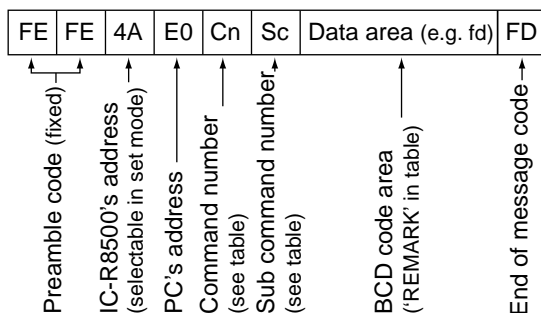 FE FE 4A E0 Cn Sc Data area (e.g. fd) FD
Preamble code (fixed)
IC-R8500's address
(selectable in set mode)
PC's address
Command number
(see table)
Sub command number
(see table)
BCD code area
('REMARK' in table)
End of message code